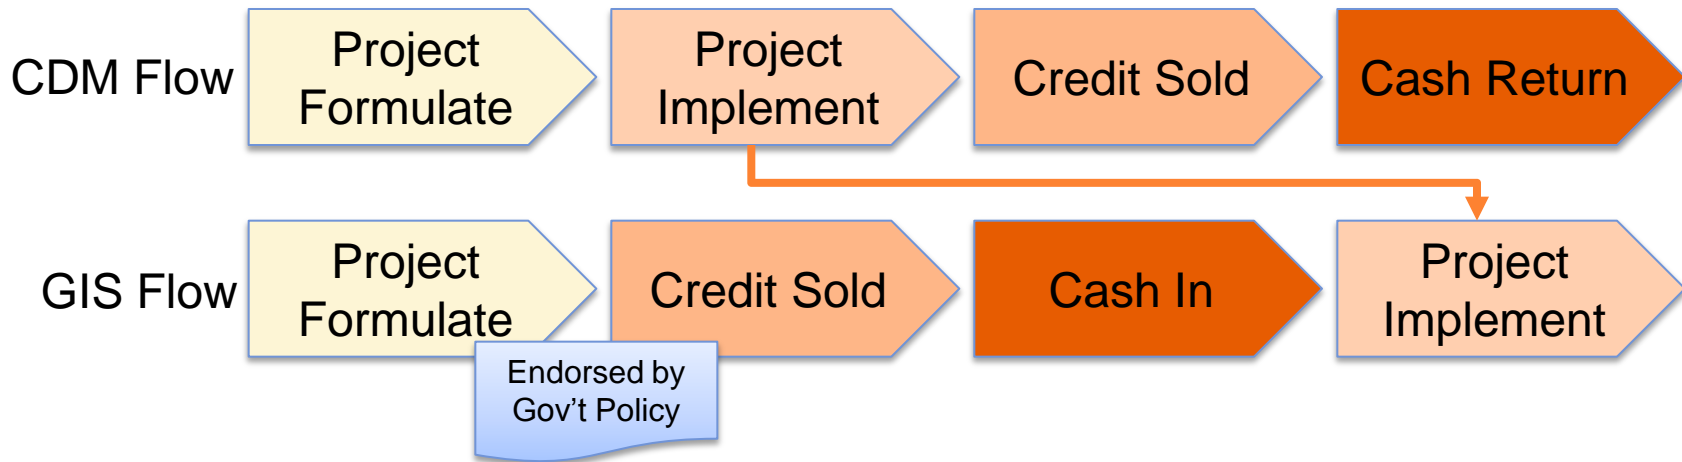 CDM Flow
Project
Formulate
Project
Implement
Credit Sold
Cash Return
GIS Flow
Project
Formulate
Credit Sold
Cash In
Project
Implement
Endorsed by
Gov’t Policy